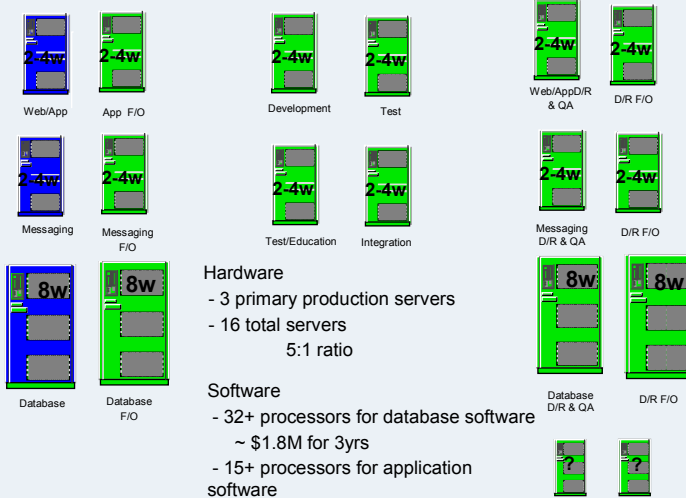 2-4w 2-4w
Web/App App F/O
2-4w 2-4w
Messaging Messaging
F/O
8w 8w
Database Database
F/O
2-4w 2-4w
Development Test
2-4w 2-4w
Test/Education Integration
Hardware
- 3 primary production servers
- 16 total servers
5:1 ratio
Software
- 32+ processors for database software
~ $1.8M for 3yrs
- 15+ processors for application
software
2-4w 2-4w
Web/AppD/R D/R F/O
& QA
2-4w 2-4w
Messaging D/R F/O
D/R & QA
8w 8w
Database D/R F/O
D/R & QA
? ?